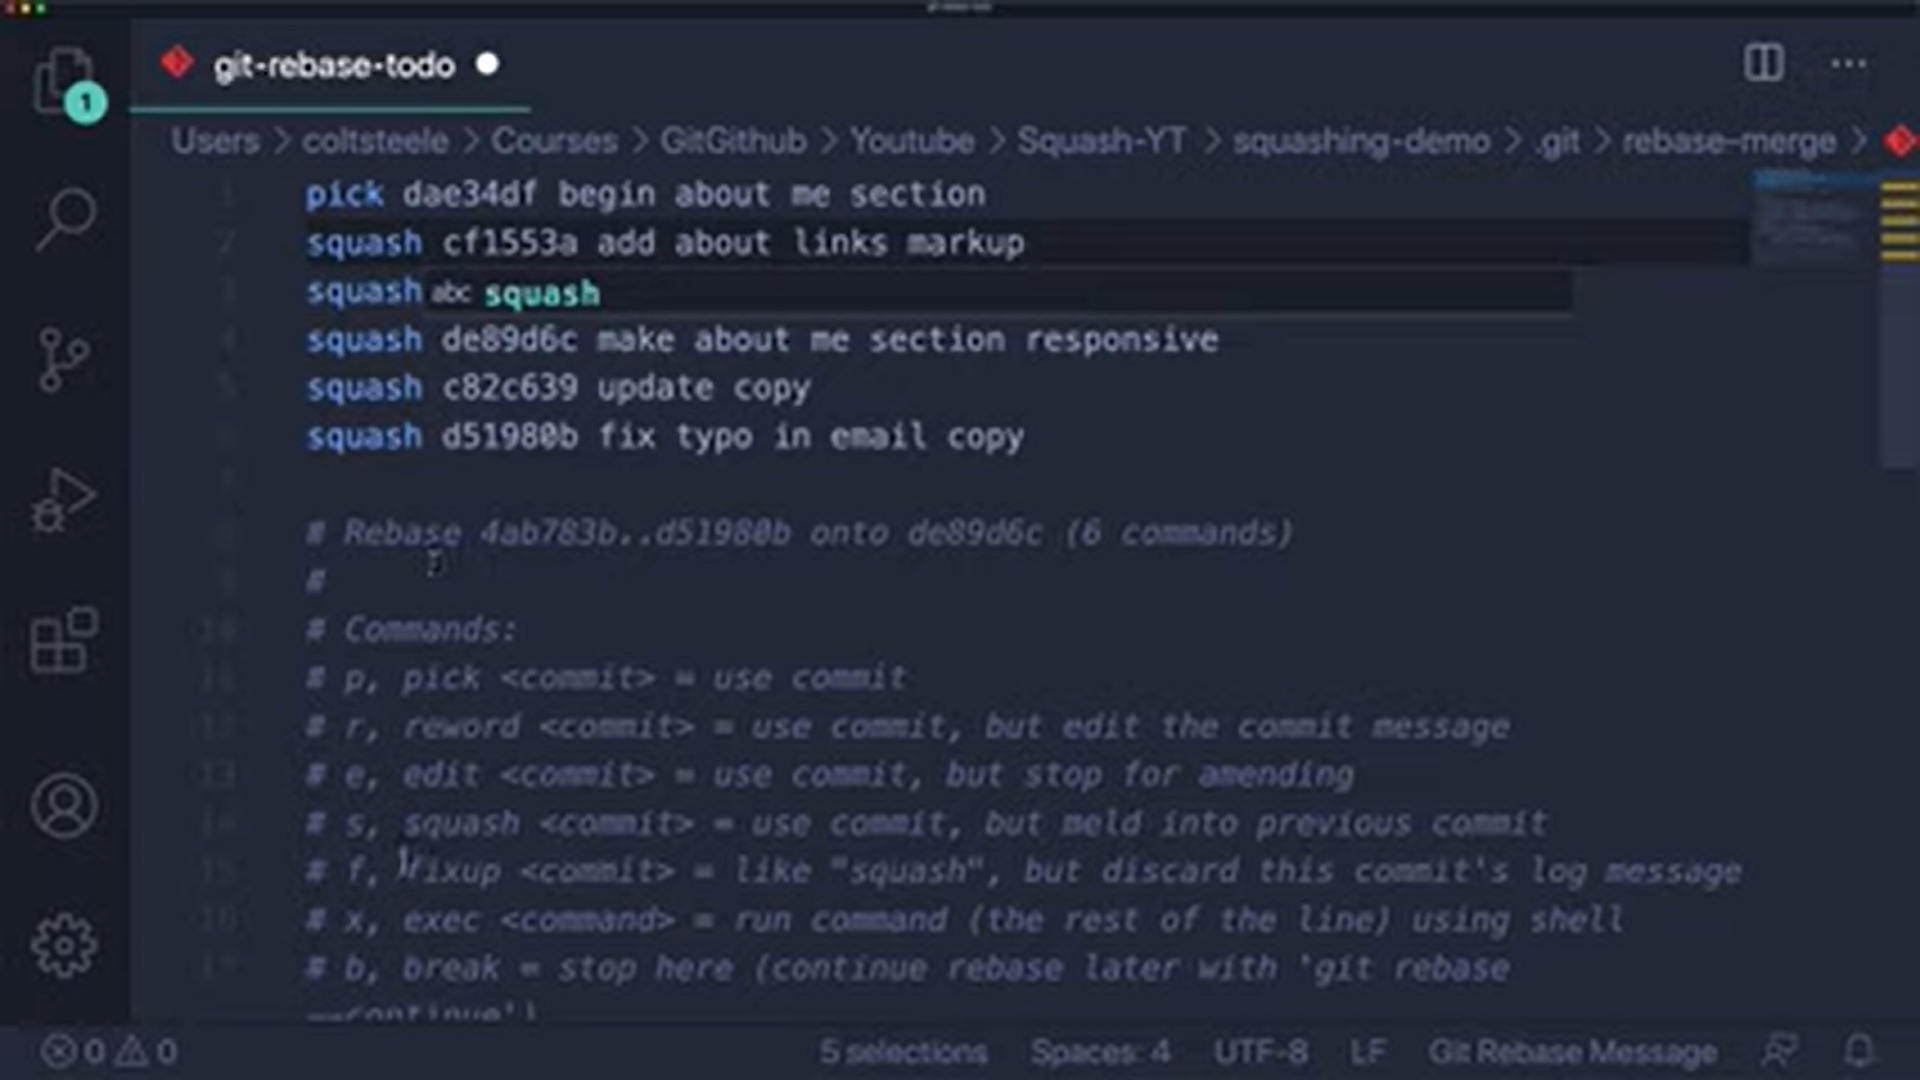 git-rebase-todo
1
Users > coltsteele > Courses > GitGithub > Youtube > Squash-YT > squashing-demo > .git > rebase-merge >
pick dae34df begin about me section
squash cf1553a add about links markup
squash abc squash
squash de89d6c make about me section responsive
squash c82c639 update copy
squash d51980b fix typo in email copy
# Rebase 4ab783b..d51980b onto de89d6c (6 commands)
#
# Commands:
# p, pick <commit> = use commit
# r, reword <commit> = use commit, but edit the commit message
# e, edit <commit> = use commit, but stop for amending
# s, squash <commit> = use commit, but meld into previous commit
# f, fixup <commit> = like "squash", but discard this commit's log message
# x, exec <command> = run command (the rest of the line) using shell
# b, break = stop here (continue rebase later with 'git rebase
--continue')
0 0 5 selections Spaces: 4 UTF-8 LF Git Rebase Message